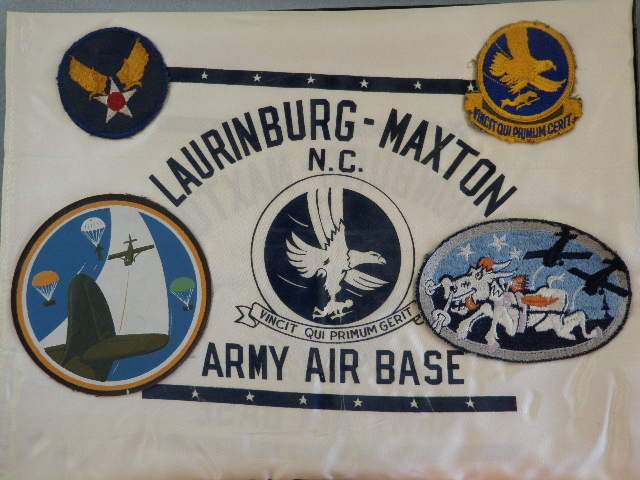 VINCIT QUI PRIMUM GERIT
LAURINBURG-MAXTON
N.C.
VINCIT QUI PRIMUM GERIT
ARMY AIR BASE